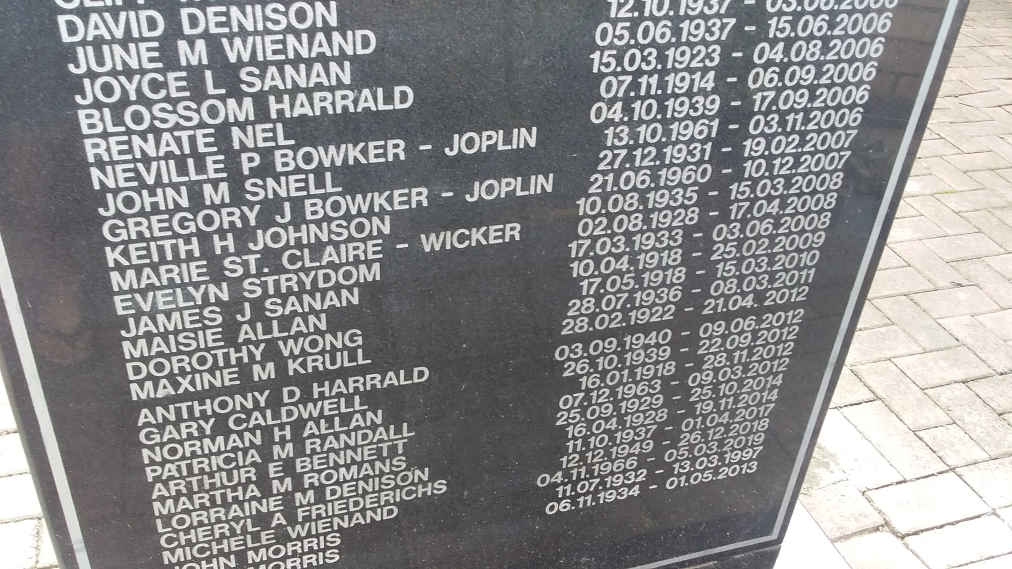 DAVID DENISON 12.10.1937 - 03.06.2006
JUNE M WIENAND 05.06.1937 - 15.06.2006
JOYCE L SANAN 15.03.1923 - 04.08.2006
BLOSSOM HARRALD 07.11.1914 - 06.09.2006
RENATE NEL 04.10.1939 - 17.09.2006
NEVILLE P BOWKER - JOPLIN 13.10.1961 - 03.11.2006
JOHN M SNELL 27.12.1931 - 19.02.2007
GREGORY J BOWKER - JOPLIN 21.06.1960 - 10.12.2007
KEITH H JOHNSON 10.08.1935 - 15.03.2008
MARIE ST. CLAIRE - WICKER 02.08.1928 - 17.04.2008
EVELYN STRYDOM 17.03.1933 - 03.06.2008
JAMES J SANAN 10.04.1918 - 25.02.2009
MAISIE ALLAN 17.05.1918 - 15.03.2010
DOROTHY WONG 28.07.1936 - 08.03.2011
MAXINE M KRULL 28.02.1922 - 21.04. 2012
ANTHONY D HARRALD 03.09.1940 - 09.06.2012
GARY CALDWELL 26.10.1939 - 22.09.2012
NORMAN H ALLAN 16.01.1918 - 28.11.2012
PATRICIA M RANDALL 07.12.1963 - 09.03.2012
ARTHUR E BENNETT 25.09.1929 - 25.10.2014
MARTHA M ROMANS 16.04.1928 - 19.11.2014
LORRAINE M DENISON 11.10.1937 - 01.04.2017
CHERYL A FRIEDERICHS 12.12.1949 - 26.12.2018
MICHELE WIENAND 04.11.1966 - 05.03.2019
JOHN MORRIS 11.07.1932 - 13.03.1997
MORRIS 06.11.1934 - 01.05.2013